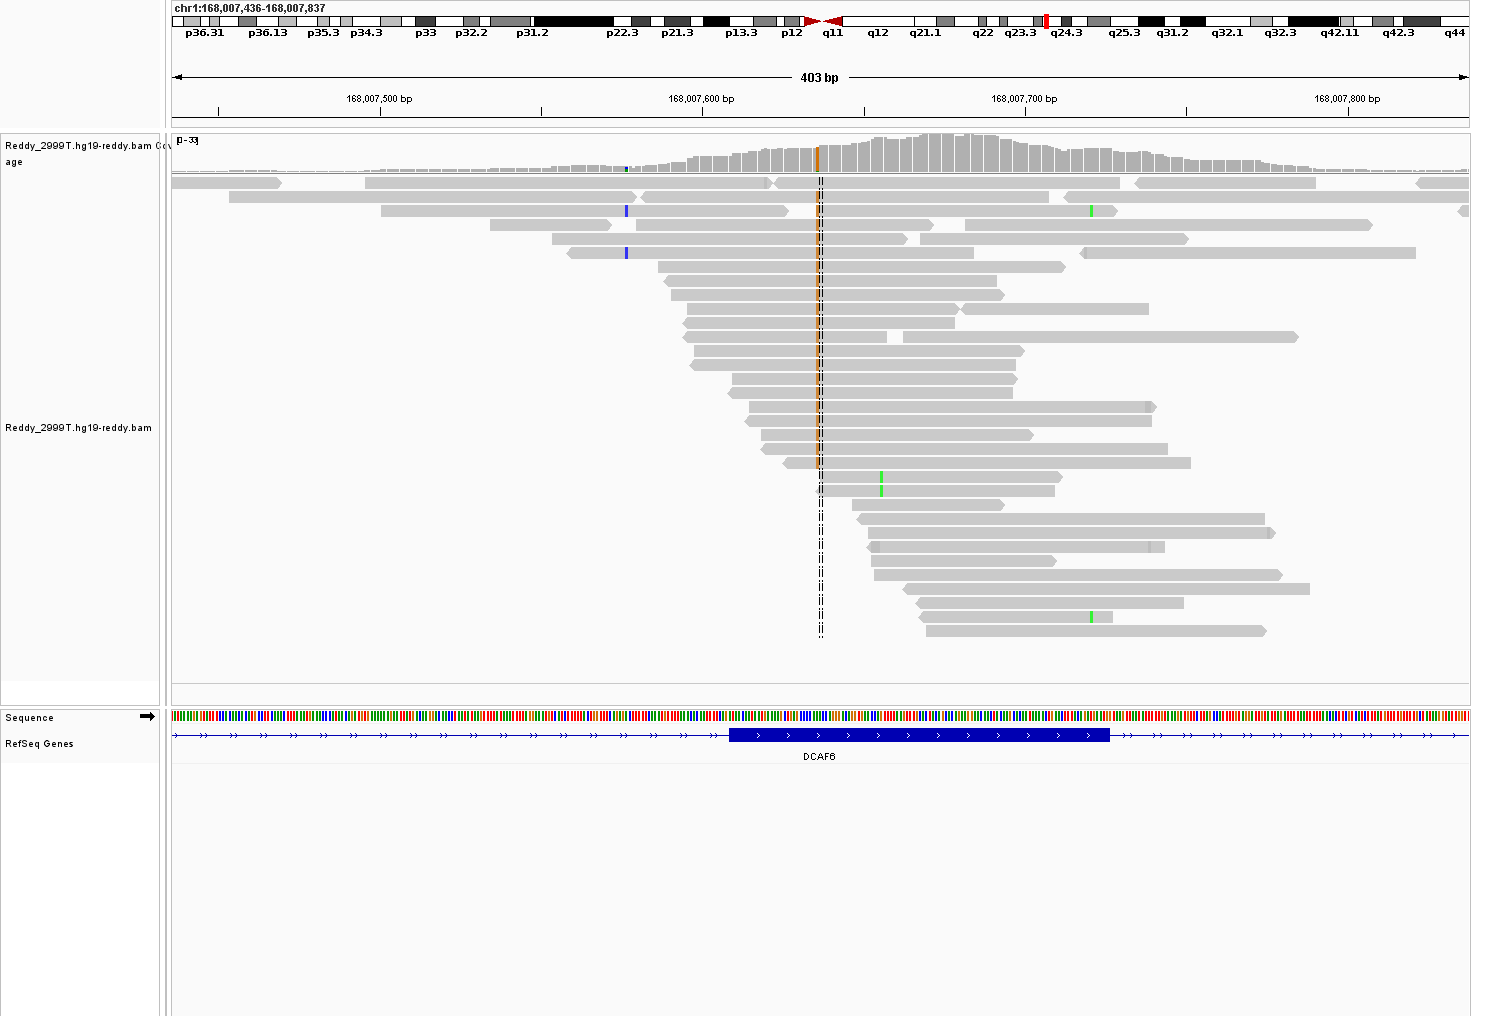 chr1:168,007,436-168,007,837
p36.31 p36.13 p35.3 p34.3 p33 p32.2 p31.2 p22.3 p21.3 p13.3 p12 q11 q12 q21.1 q22 q23.3 q24.3 q25.3 q31.2 q32.1 q32.3 q42.11 q42.3 q44
403 bp
168,007,500 bp 168,007,600 bp 168,007,700 bp 168,007,800 bp
[0-33]
Reddy_2999T.hg19-reddy.bam Cov
age
Reddy_2999T.hg19-reddy.bam
Sequence
RefSeq Genes
DCAF6